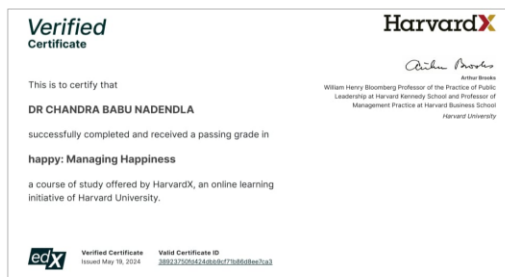 Verified
Certificate
This is to certify that
DR CHANDRA BABU NADENDLA
successfully completed and received a passing grade in
happy: Managing Happiness
a course of study offered by HarvardX, an online learning
initiative of Harvard University.
HarvardX
Arthur Brooks
Arthur Brooks
William Henry Bloomberg Professor of the Practice of Public
Leadership at Harvard Kennedy School and Professor of
Management Practice at Harvard Business School
Harvard University
edX
Verified Certificate
Issued May 19, 2024
Valid Certificate ID